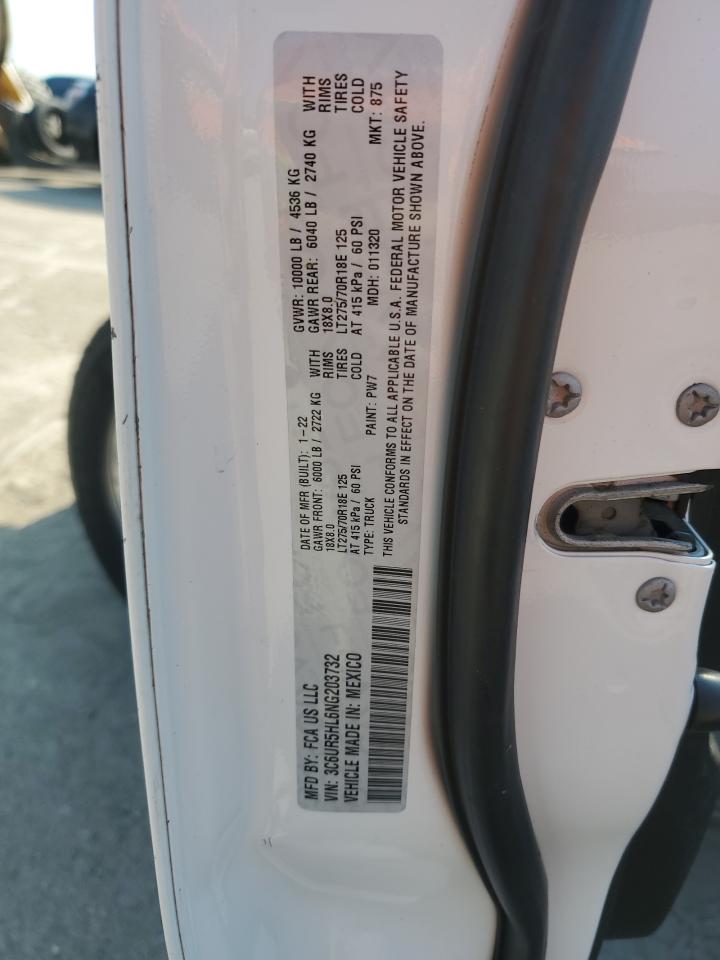 MFD BY: FCA US LLC
DATE OF MFR (BUILT): 1-22 GVWR: 10000 LB / 4536 KG
VIN: 3C6UR5HL6NG203732
GAWR FRONT: 6000 LB / 2722 KG WITH GAWR REAR: 6040 LB / 2740 KG WITH
18X8.0 RIMS 18X8.0 RIMS
VEHICLE MADE IN: MEXICO
LT275/70R18E 125 TIRES LT275/70R18E 125 TIRES
AT 415 kPa / 60 PSI COLD AT 415 kPa / 60 PSI COLD
TYPE: TRUCK PAINT: PW7 MDH: 011320 MKT: 875
THIS VEHICLE CONFORMS TO ALL APPLICABLE U.S.A. FEDERAL MOTOR VEHICLE SAFETY
STANDARDS IN EFFECT ON THE DATE OF MANUFACTURE SHOWN ABOVE.